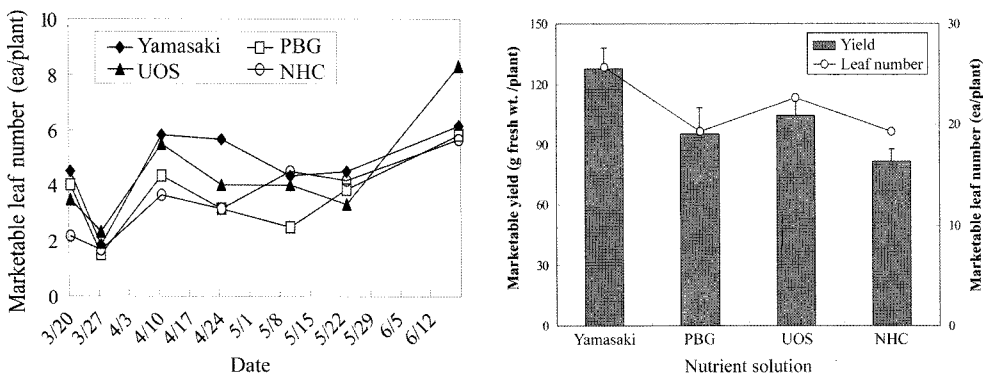 Marketable leaf number (ea/plant)
10
8
6
4
2
0
Yamasaki
PBG
UOS
NHC
3/20
3/27
4/3
4/10
4/17
4/24
5/1
5/8
5/15
5/22
5/29
6/5
6/12
Date
Marketable yield (g fresh wt. /plant)
150
120
90
60
30
0
Yield
Leaf number
30
20
10
0
Marketable leaf number (ea/plant)
Yamasaki
PBG
UOS
NHC
Nutrient solution